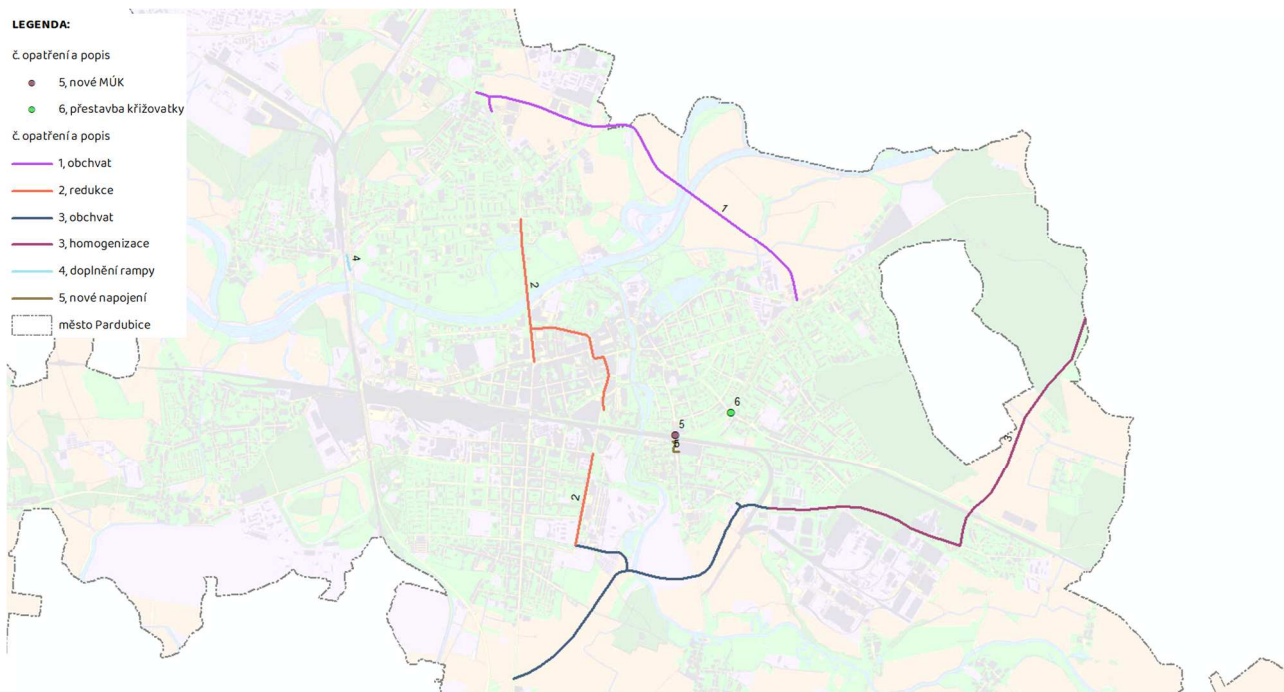 LEGENDA:
č. opatření a popis
5, nové MÚK
6, přestavba křižovatky
č. opatření a popis
1, obchvat
2, redukce
3, obchvat
3, homogenizace
4, doplnění rampy
5, nové napojení
město Pardubice
1
4
2
6
5
5
3
2